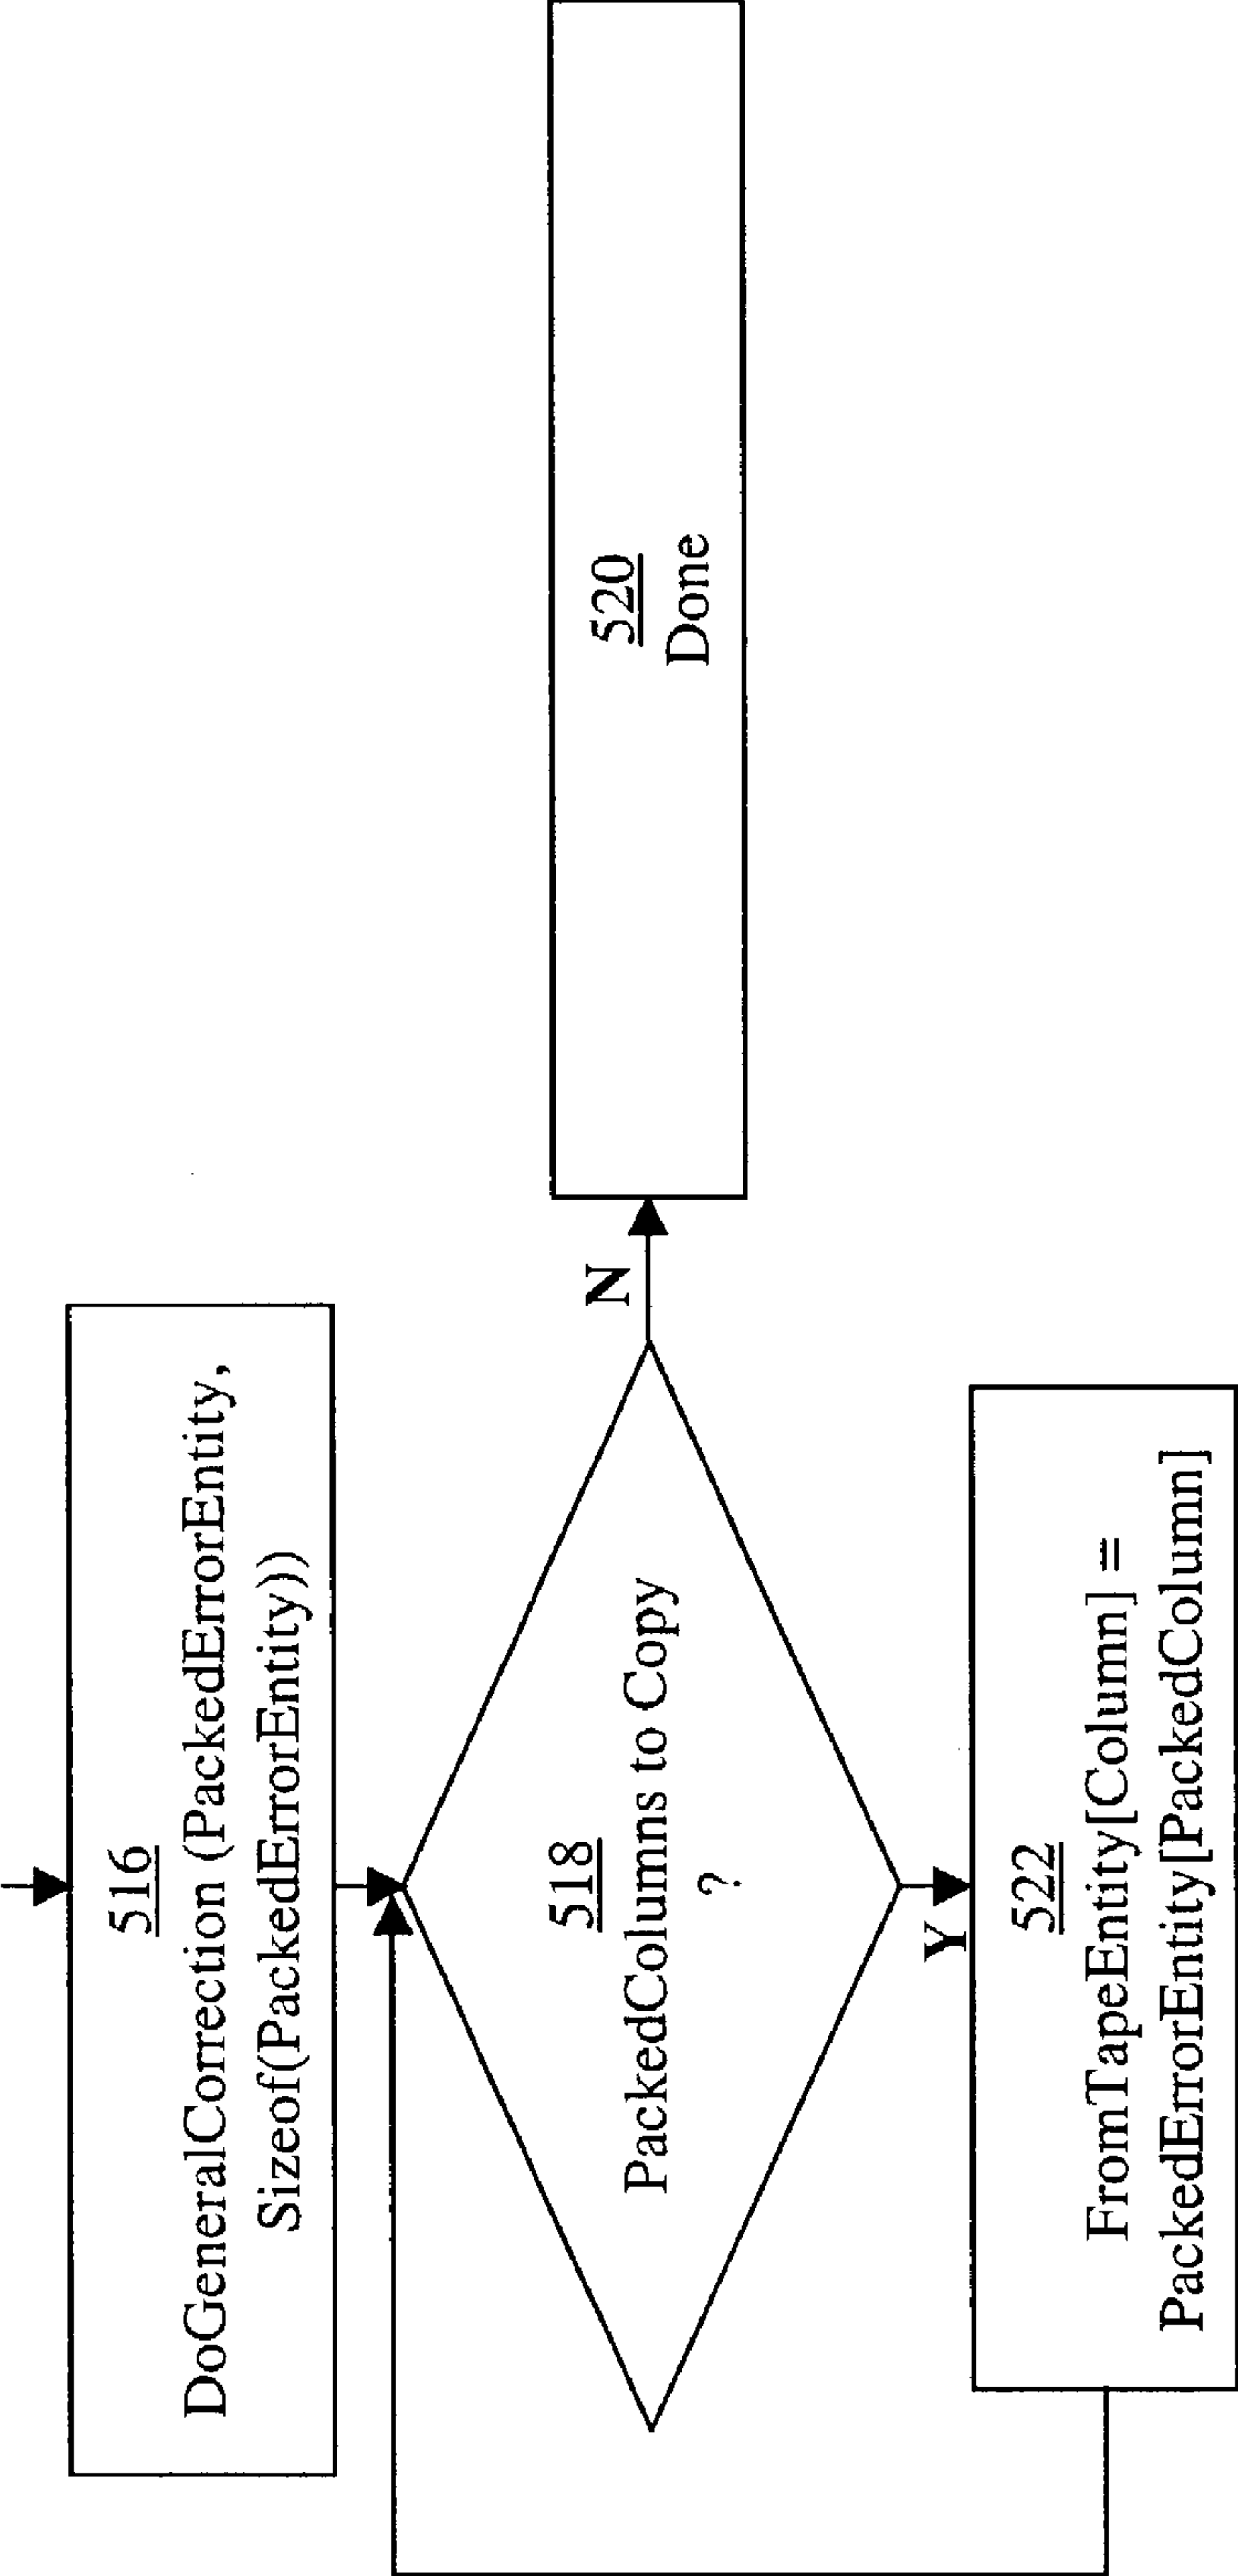 516
DoGeneralCorrection (PackedErrorEntity,
Sizeof(PackedErrorEntity))
518
PackedColumns to Copy
?
N
520
Done
Y
522
FromTapeEntity[Column] =
PackedErrorEntity[PackedColumn]